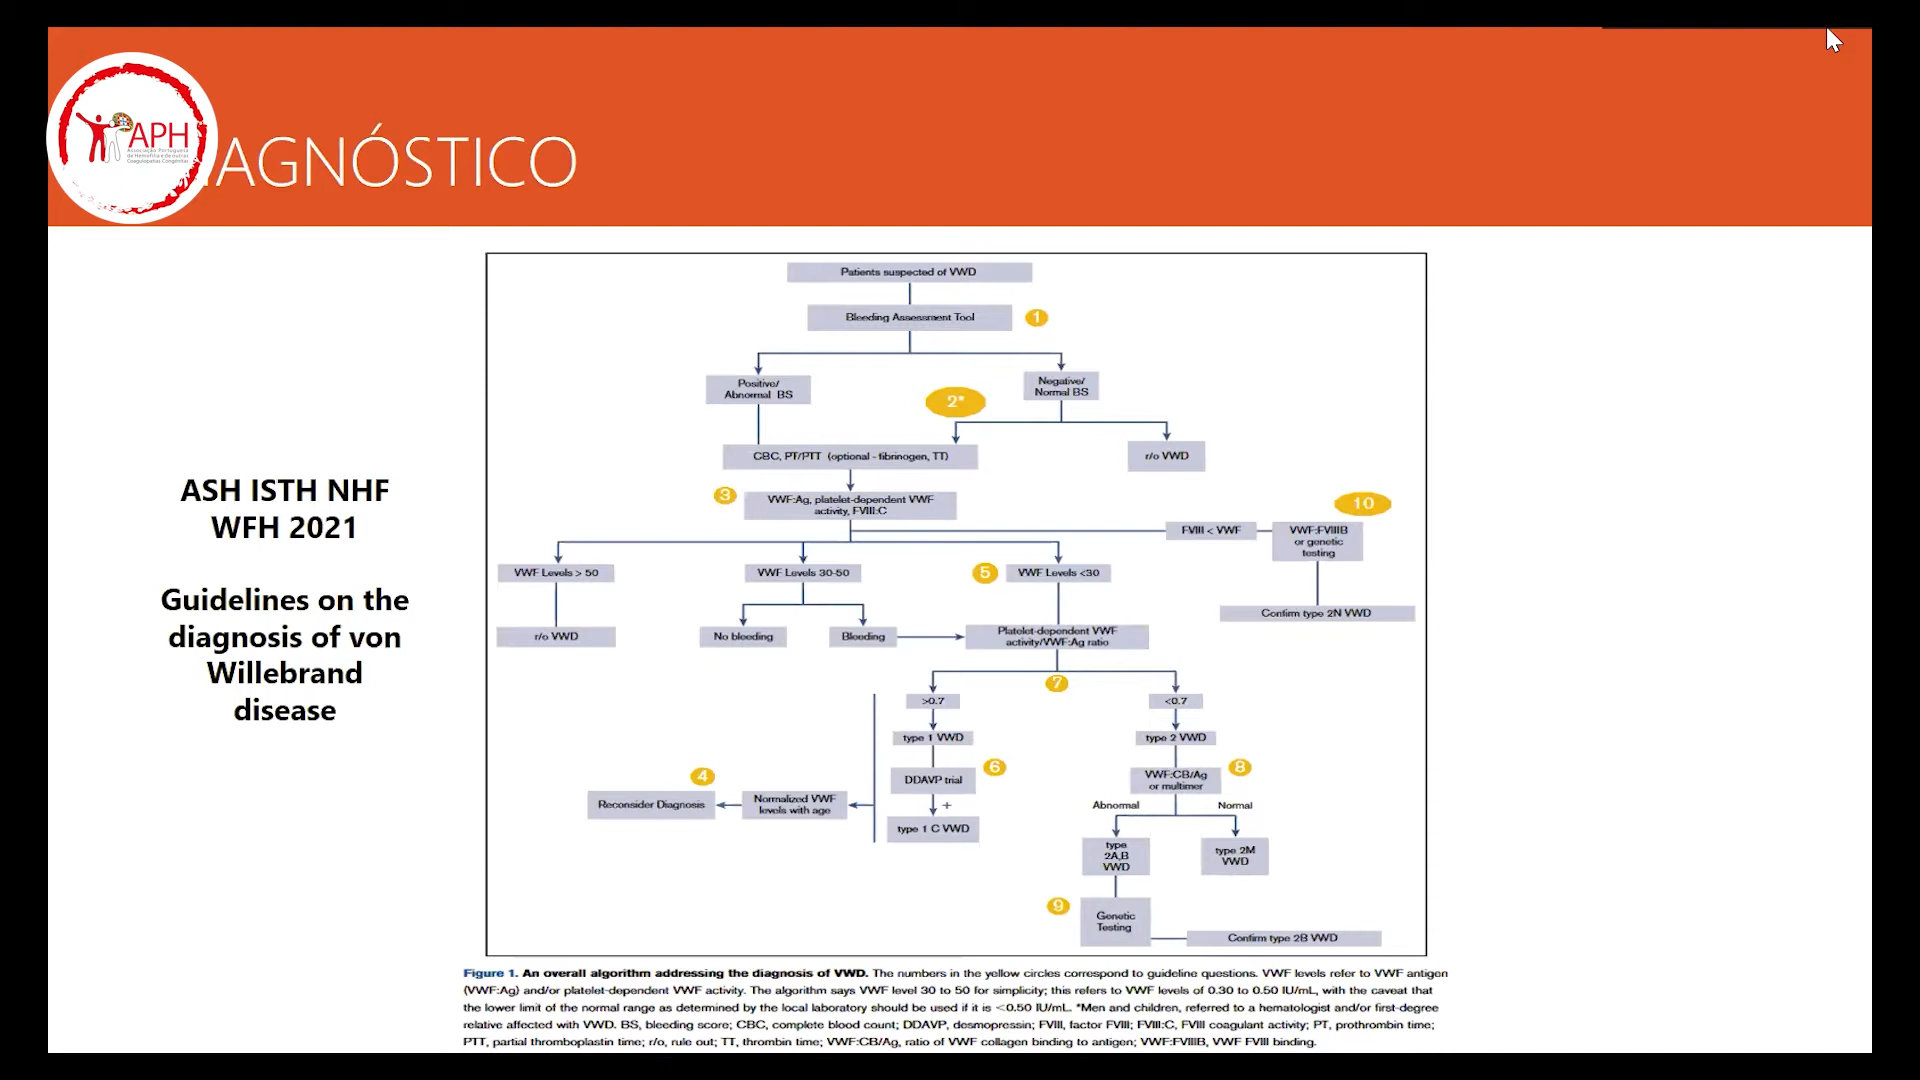 APH
Associação Portuguesa
de Hemofilia e de outras
Coagulopatias Congénitas
IAGNÓSTICO
ASH ISTH NHF
WFH 2021
Guidelines on the
diagnosis of von
Willebrand
disease
Patients suspected of VWD
Bleeding Assessment Tool
1
Positive/
Abnormal BS
Negative/
Normal BS
2*
CBC, PT/PTT (optional - fibrinogen, TT)
r/o VWD
3
VWF:Ag, platelet-dependent VWF
activity, FVIII:C
10
FVIII < VWF
VWF:FVIIIB
or genetic
testing
VWF Levels > 50
VWF Levels 30-50
5
VWF Levels <30
Confirm type 2N VWD
r/o VWD
No bleeding
Bleeding
Platelet-dependent VWF
activity/VWF:Ag ratio
7
>0.7
<0.7
type 1 VWD
type 2 VWD
4
6
8
Reconsider Diagnosis
Normalized VWF
levels with age
DDAVP trial
+
type 1 C VWD
VWF:CB/Ag
or multimer
Abnormal
Normal
type
2A,B
VWD
type 2M
VWD
9
Genetic
Testing
Confirm type 2B VWD
Figure 1. An overall algorithm addressing the diagnosis of VWD. The numbers in the yellow circles correspond to guideline questions. VWF levels refer to VWF antigen
(VWF:Ag) and/or platelet-dependent VWF activity. The algorithm says VWF level 30 to 50 for simplicity; this refers to VWF levels of 0.30 to 0.50 IU/mL, with the caveat that
the lower limit of the normal range as determined by the local laboratory should be used if it is <0.50 IU/mL. *Men and children, referred to a hematologist and/or first-degree
relative affected with VWD. BS, bleeding score; CBC, complete blood count; DDAVP, desmopressin; FVIII, factor FVIII; FVIII:C, FVIII coagulant activity; PT, prothrombin time;
PTT, partial thromboplastin time; r/o, rule out; TT, thrombin time; VWF:CB/Ag, ratio of VWF collagen binding to antigen; VWF:FVIIIB, VWF FVIII binding.